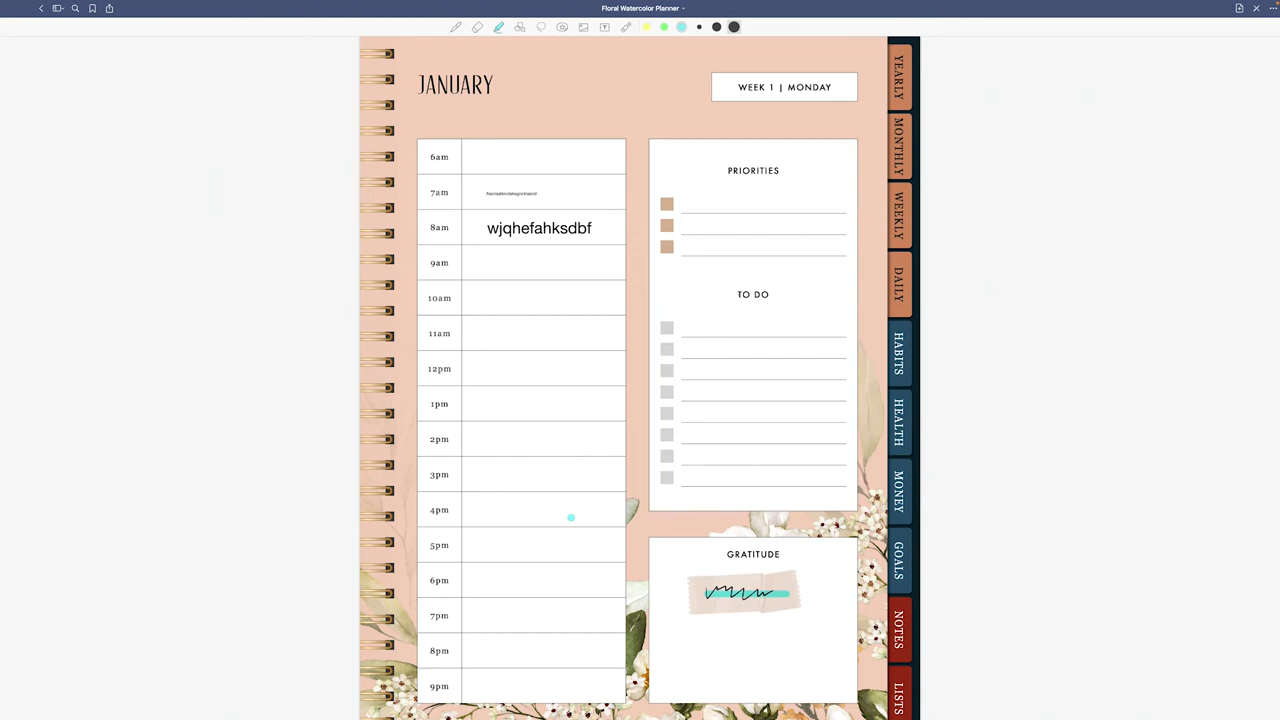 Floral Watercolor Planner
JANUARY
WEEK 1 | MONDAY
6am
7am
8am wjqhefahksdbf
9am
10am
11am
12pm
1pm
2pm
3pm
4pm
5pm
6pm
7pm
8pm
9pm
PRIORITIES
TO DO
GRATITUDE
YEARLY
MONTHLY
WEEKLY
DAILY
HABITS
HEALTH
MONEY
GOALS
NOTES
LISTS